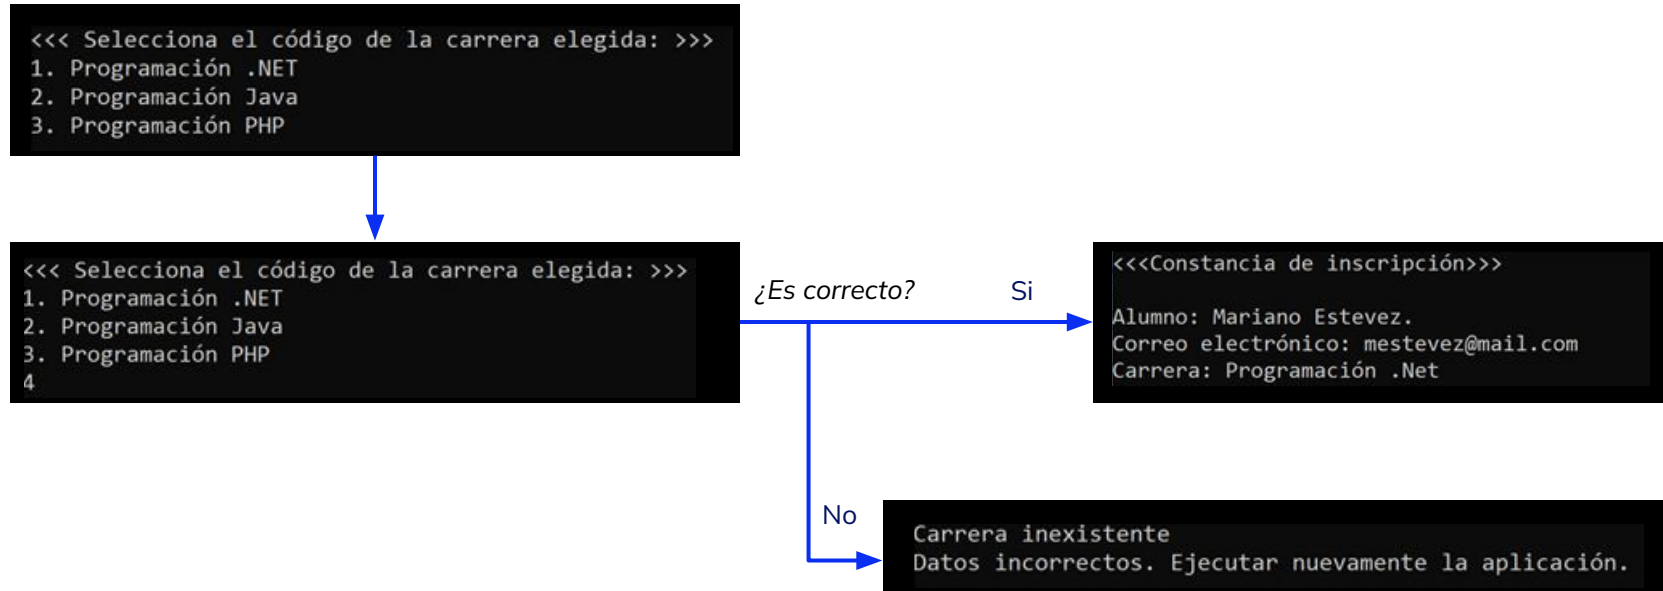 <<< Selecciona el código de la carrera elegida: >>>
1. Programación .NET
2. Programación Java
3. Programación PHP
<<< Selecciona el código de la carrera elegida: >>>
1. Programación .NET
2. Programación Java
3. Programación PHP
4
¿Es correcto?
Si
<<<Constancia de inscripción>>>
Alumno: Mariano Estevez.
Correo electrónico: mestevez@mail.com
Carrera: Programación .Net
No
Carrera inexistente
Datos incorrectos. Ejecutar nuevamente la aplicación.